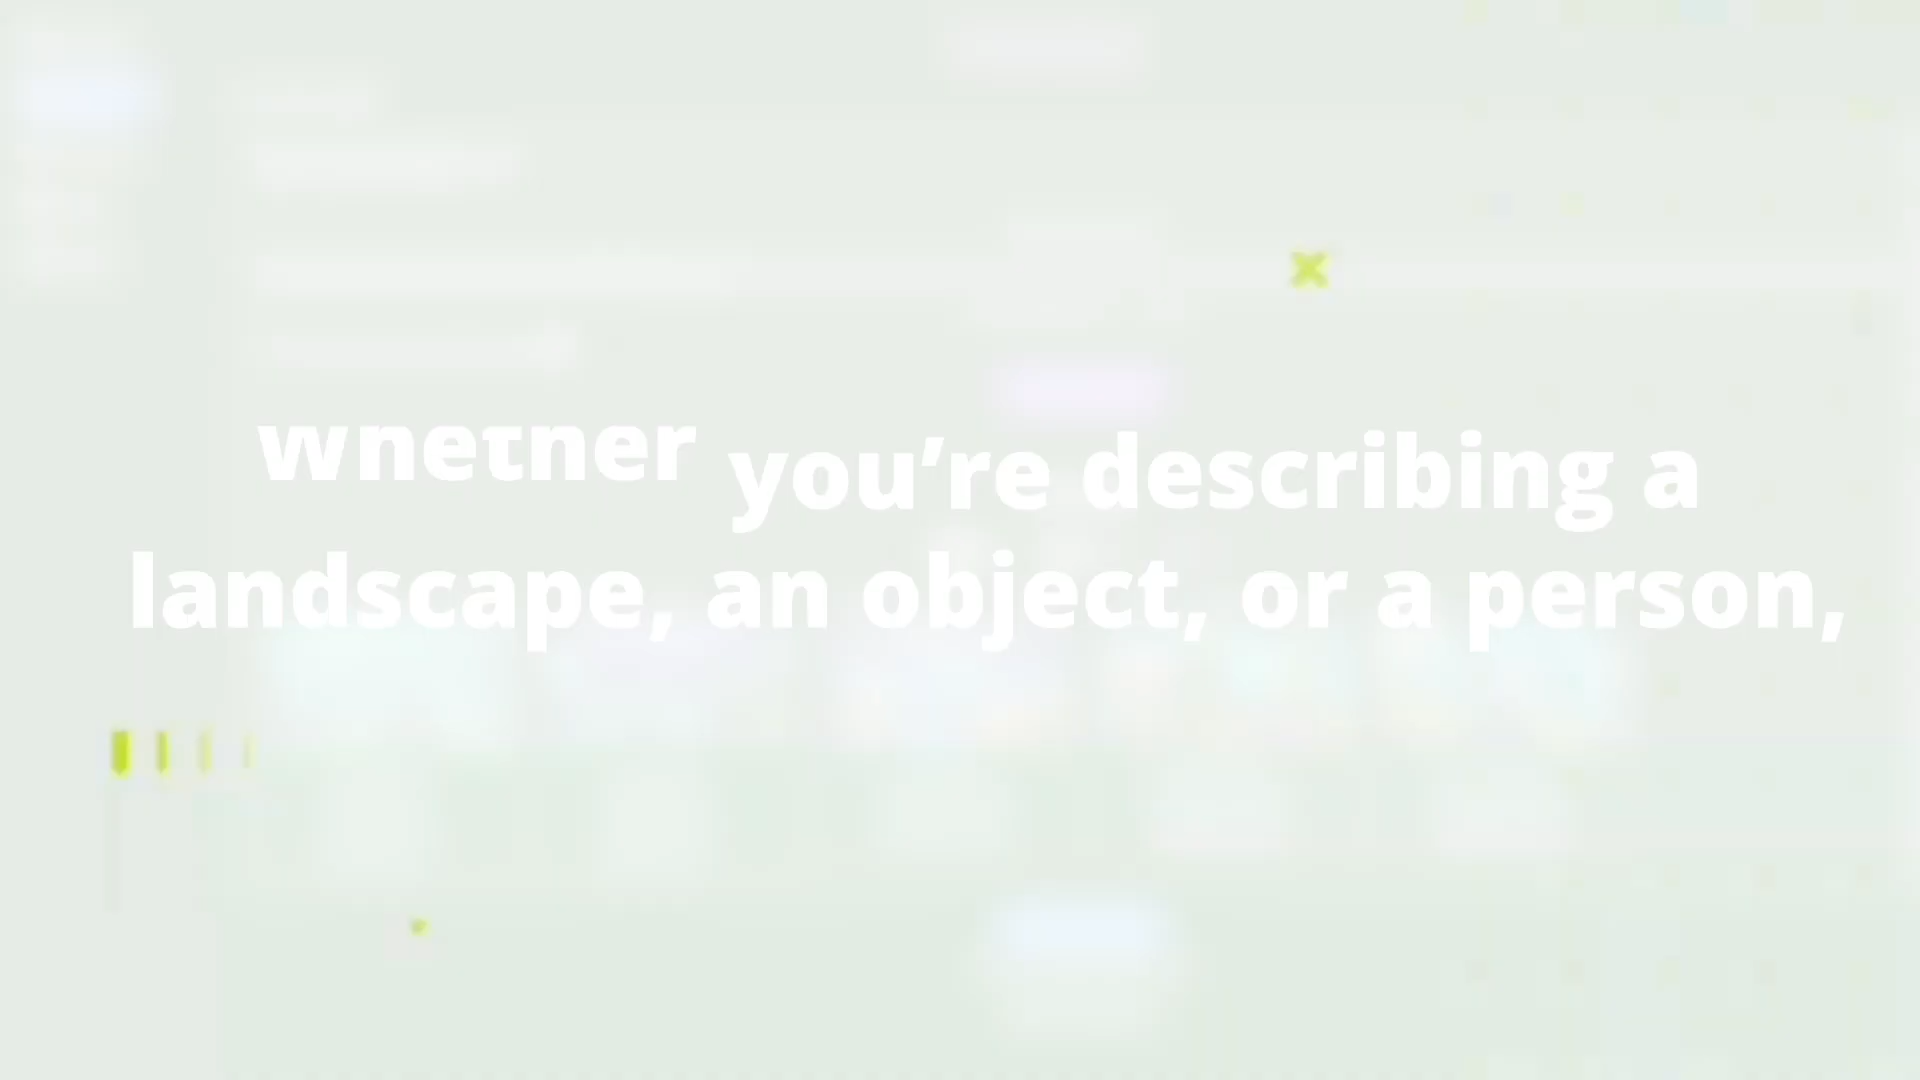 whether you’re describing a
landscape, an object, or a person,